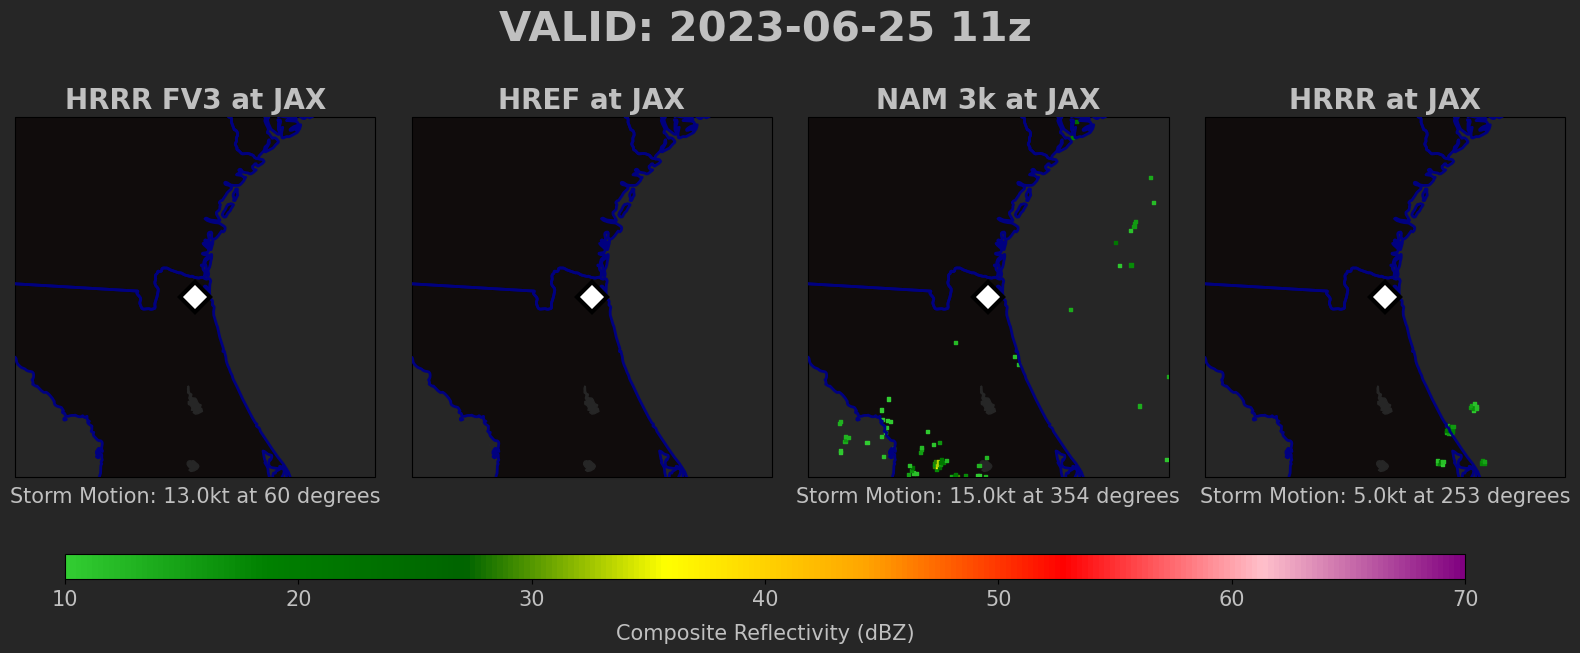 VALID: 2023-06-25 11z
HRRR FV3 at JAX
HREF at JAX
NAM 3k at JAX
HRRR at JAX
Storm Motion: 13.0kt at 60 degrees
Storm Motion: 15.0kt at 354 degrees
Storm Motion: 5.0kt at 253 degrees
10 20 30 40 50 60 70
Composite Reflectivity (dBZ)